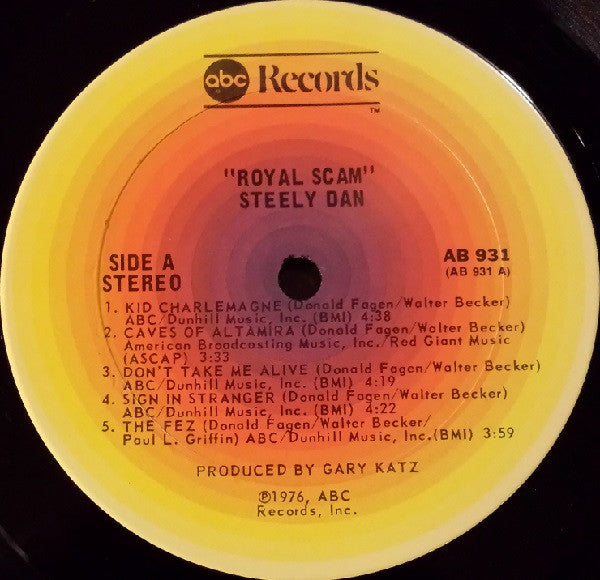 abc Records
TM
"ROYAL SCAM"
STEELY DAN
SIDE A
STEREO
AB 931
(AB 931 A)
1. KID CHARLEMAGNE (Donald Fagen/Walter Becker)
ABC/Dunhill Music, Inc. (BMI) 4:38
2. CAVES OF ALTAMIRA (Donald Fagen/Walter Becker)
American Broadcasting Music, Inc./Red Giant Music
(ASCAP) 3:33
3. DON'T TAKE ME ALIVE (Donald Fagen/Walter Becker)
ABC/Dunhill Music, Inc. (BMI) 4:19
4. SIGN IN STRANGER (Donald Fagen/Walter Becker)
ABC/Dunhill Music, Inc. (BMI) 4:22
5. THE FEZ (Donald Fagen/Walter Becker/
Paul L. Griffin) ABC/Dunhill Music, Inc.(BMI) 3:59
PRODUCED BY GARY KATZ
℗1976, ABC
Records, Inc.